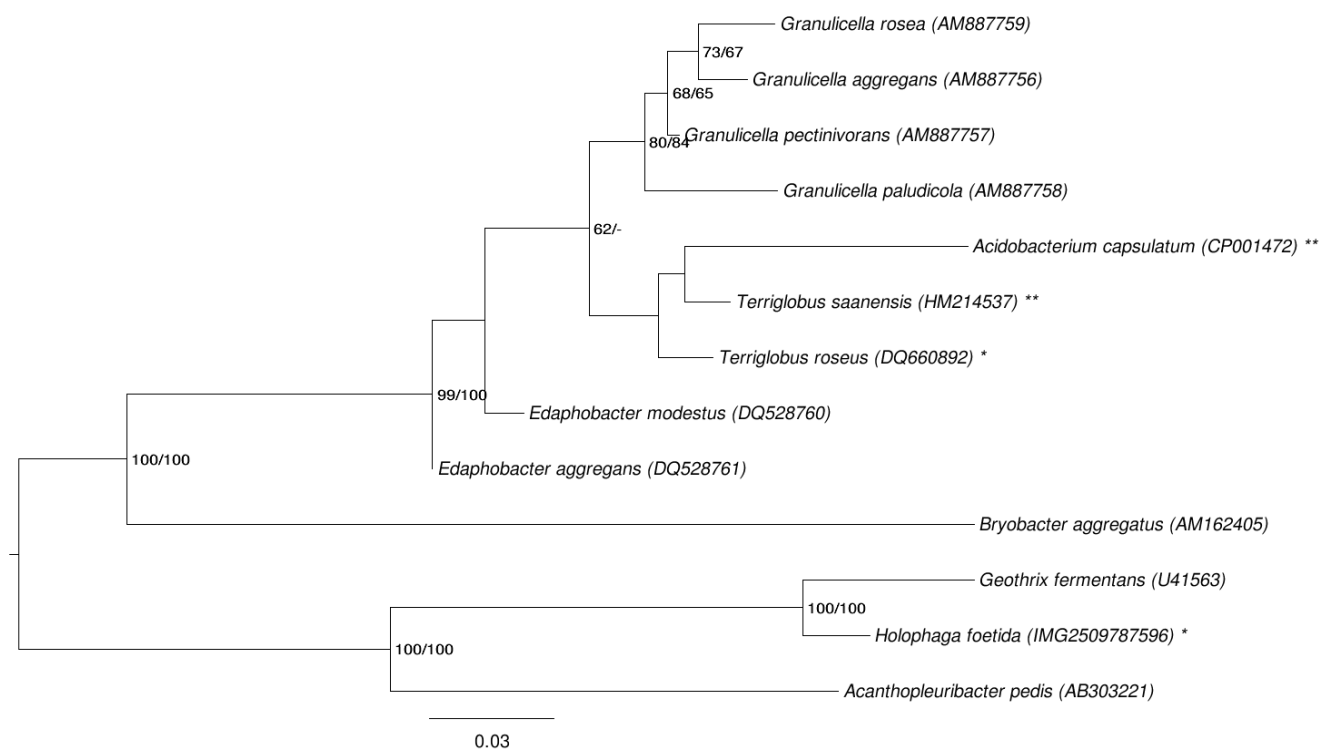 Granulicella rosea (AM887759)
73/67
Granulicella aggregans (AM887756)
68/65
Granulicella pectinivorans (AM887757)
80/84
Granulicella paludicola (AM887758)
62/-
Acidobacterium capsulatum (CP001472) **
Terriglobus saanensis (HM214537) **
Terriglobus roseus (DQ660892) *
99/100
Edaphobacter modestus (DQ528760)
100/100
Edaphobacter aggregans (DQ528761)
Bryobacter aggregatus (AM162405)
Geothrix fermentans (U41563)
100/100
Holophaga foetida (IMG2509787596) *
100/100
Acanthopleuribacter pedis (AB303221)
0.03